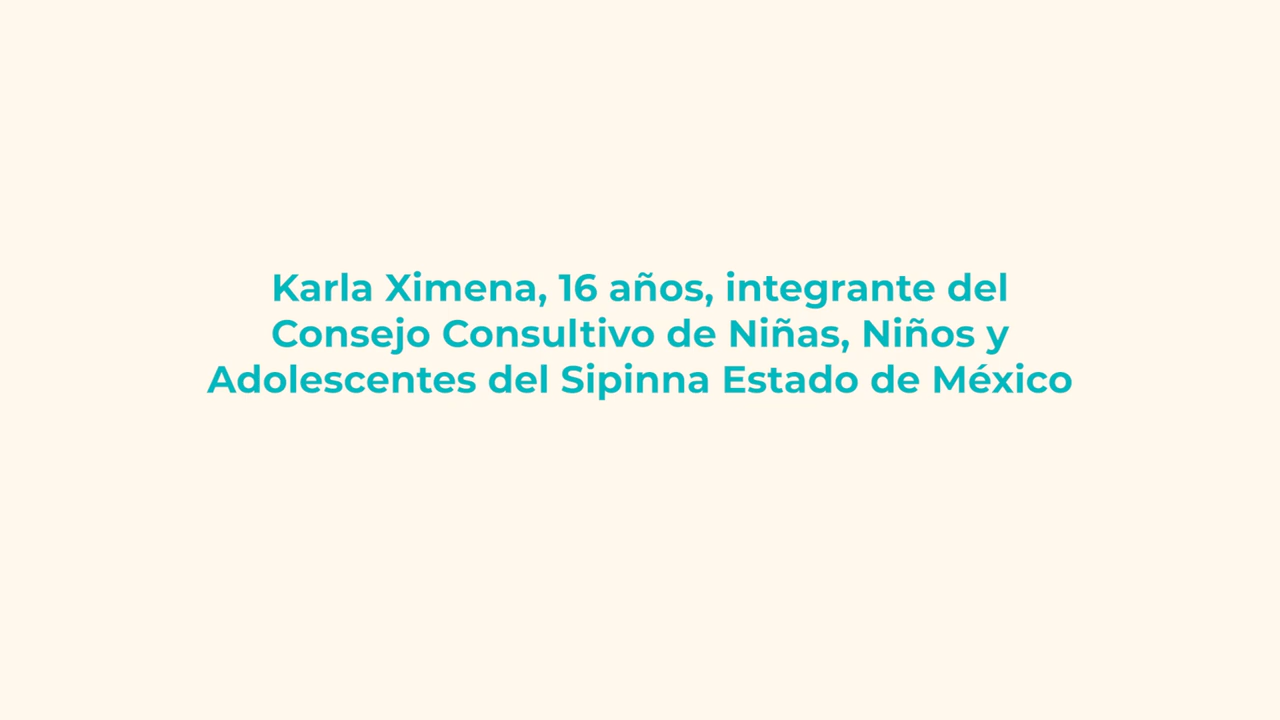 Karla Ximena, 16 años, integrante del
Consejo Consultivo de Niñas, Niños y
Adolescentes del Sipinna Estado de México